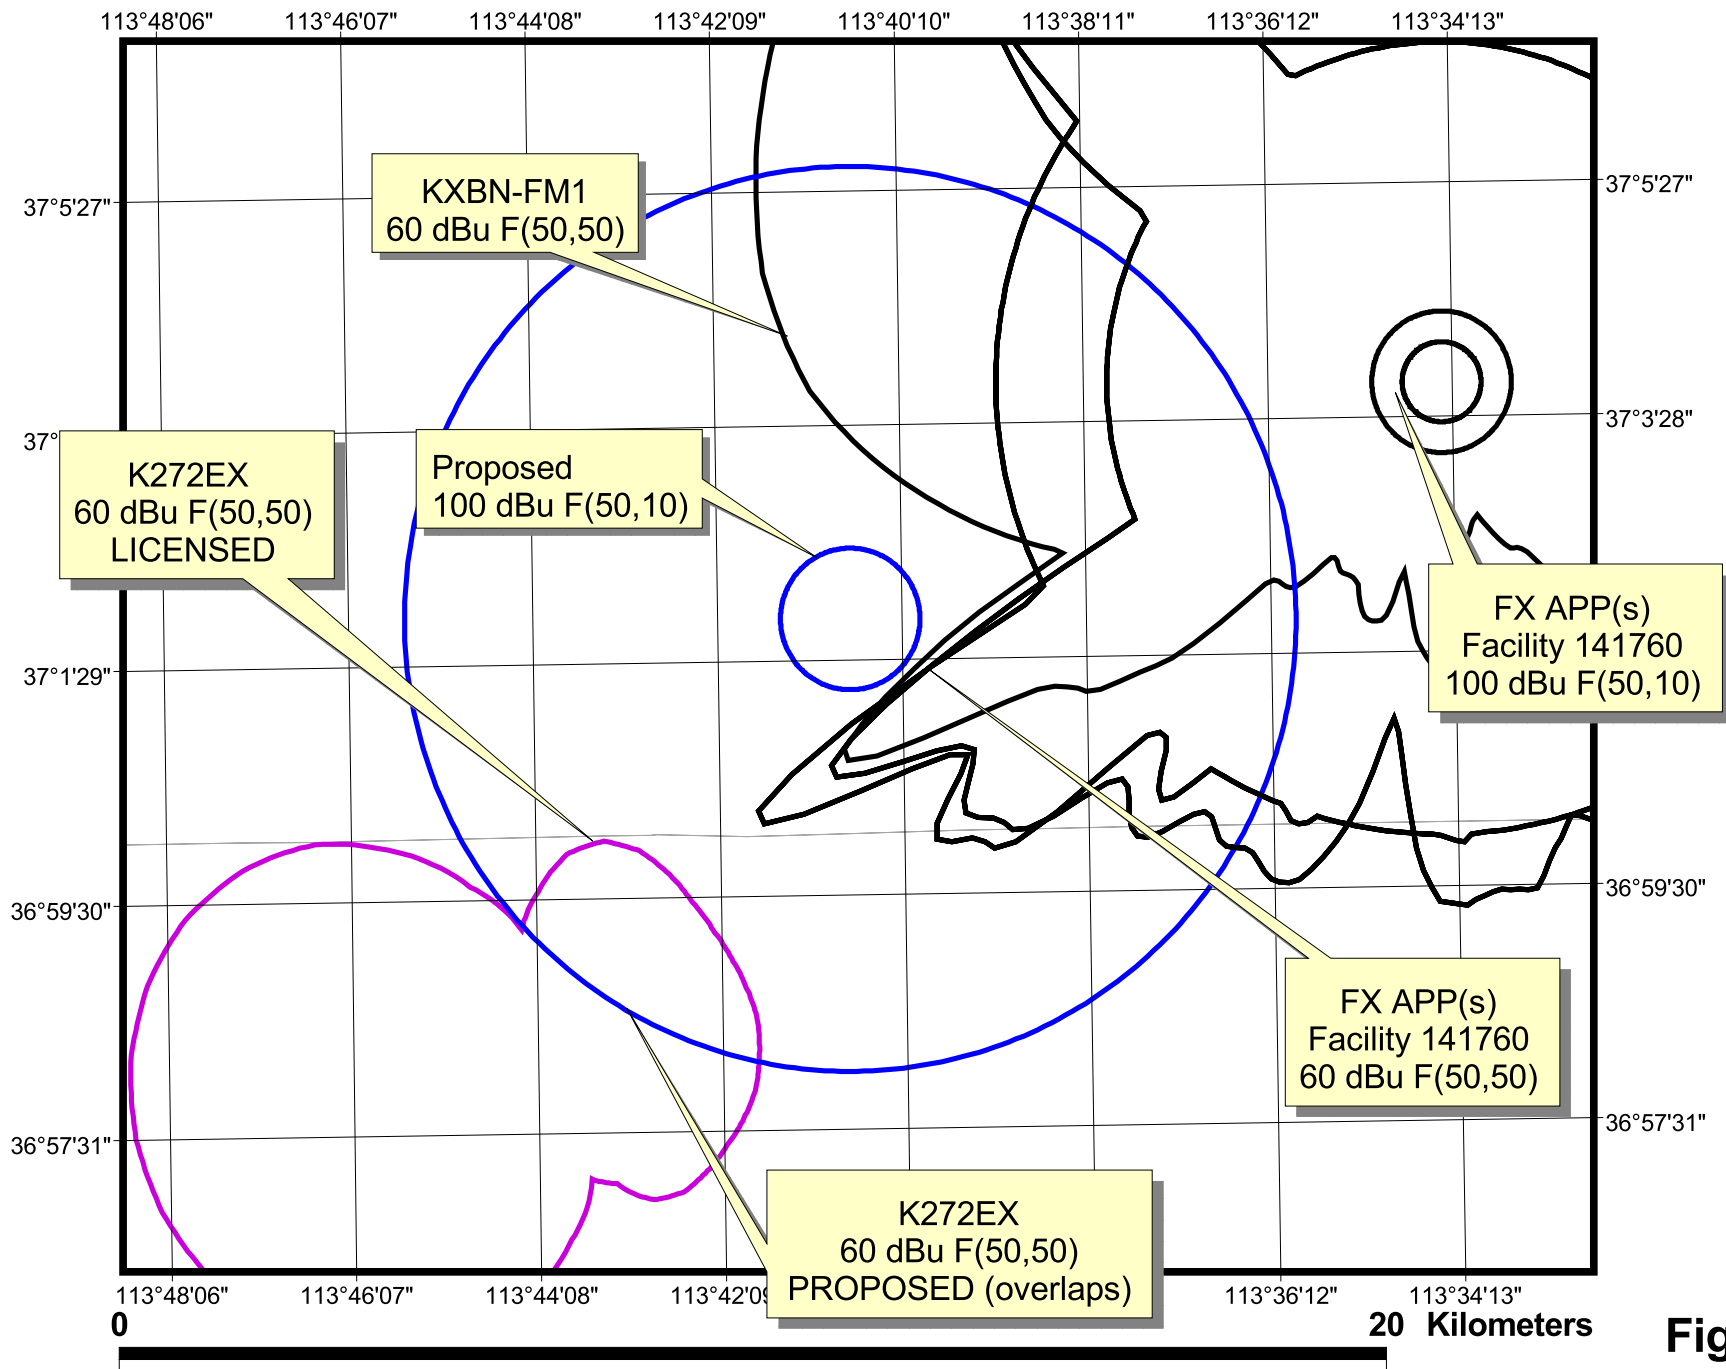 113°48'06" 113°46'07" 113°44'08" 113°42'09" 113°40'10" 113°38'11" 113°36'12" 113°34'13"
KXBN-FM1
60 dBu F(50,50)
37°5'27"
37°5'27"
37°3'28"
37°
K272EX
60 dBu F(50,50)
LICENSED
Proposed
100 dBu F(50,10)
FX APP(s)
Facility 141760
100 dBu F(50,10)
37°1'29"
36°59'30"
36°59'30"
FX APP(s)
Facility 141760
60 dBu F(50,50)
36°57'31"
36°57'31"
K272EX
60 dBu F(50,50)
PROPOSED (overlaps)
113°48'06" 113°46'07" 113°44'08" 113°42'09 113°36'12" 113°34'13"
0 20 Kilometers
Fig